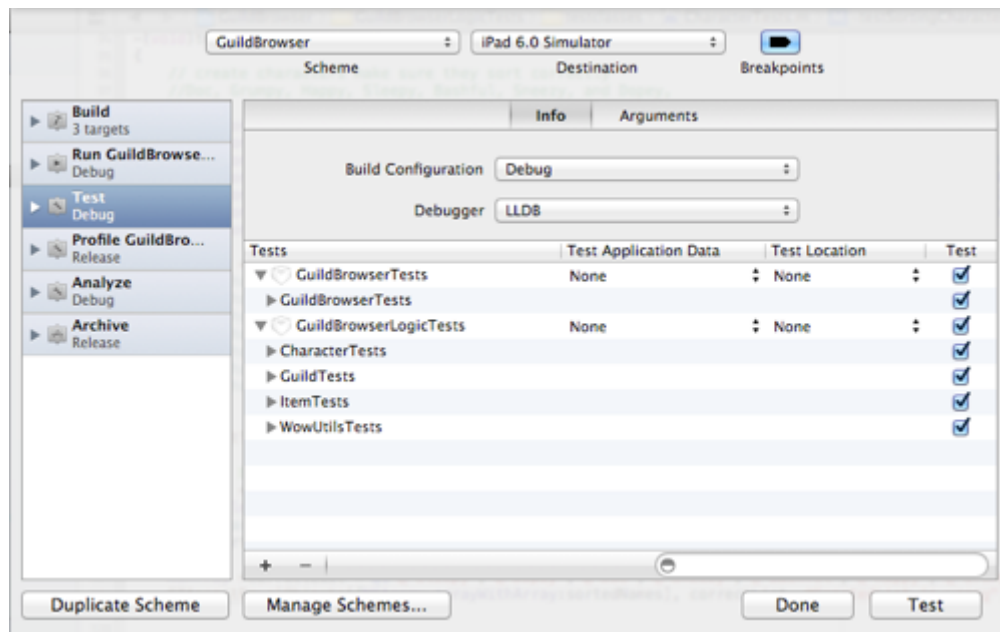 GuildBrowser iPad 6.0 Simulator
Scheme Destination Breakpoints
Build
3 targets
Run GuildBrowse...
Debug
Test
Debug
Profile GuildBro...
Release
Analyze
Debug
Archive
Release
Info Arguments
Build Configuration Debug
Debugger LLDB
Tests Test Application Data Test Location Test
GuildBrowserTests None None
GuildBrowserTests
GuildBrowserLogicTests None None
CharacterTests
GuildTests
ItemTests
WowUtilsTests
+ −
Duplicate Scheme Manage Schemes... Done Test